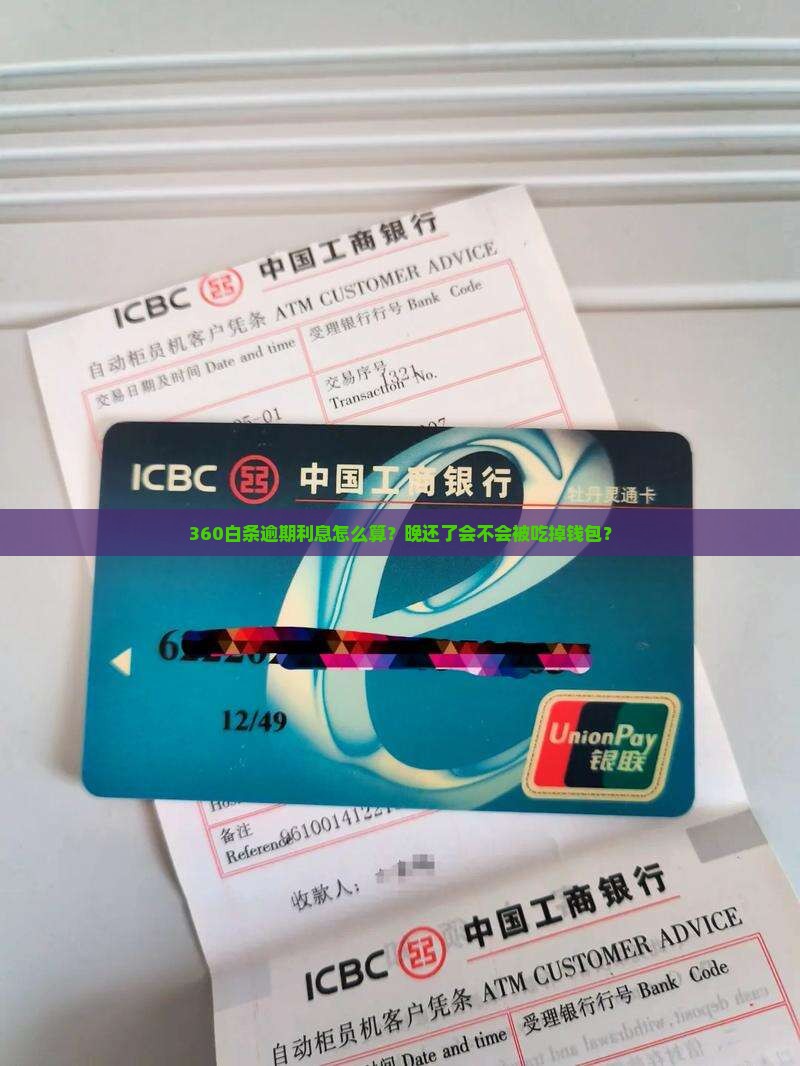 ICBC 中国工商银行
自动柜员机客户凭条 ATM CUSTOMER ADVICE
交易日期及时间 Date and time
受理银行行号 Bank Code
交易序号
Transaction No.
1321
ICBC 中国工商银行
牡丹灵通卡
360白条逾期利息怎么算？晚还了会不会被吃掉钱包？
12/49
UnionPay
银联
备注
Reference
收款人：
ICBC 中国工商银行
自动柜员机客户凭条 ATM CUSTOMER ADVICE
Date and time
受理银行行号 Bank Code